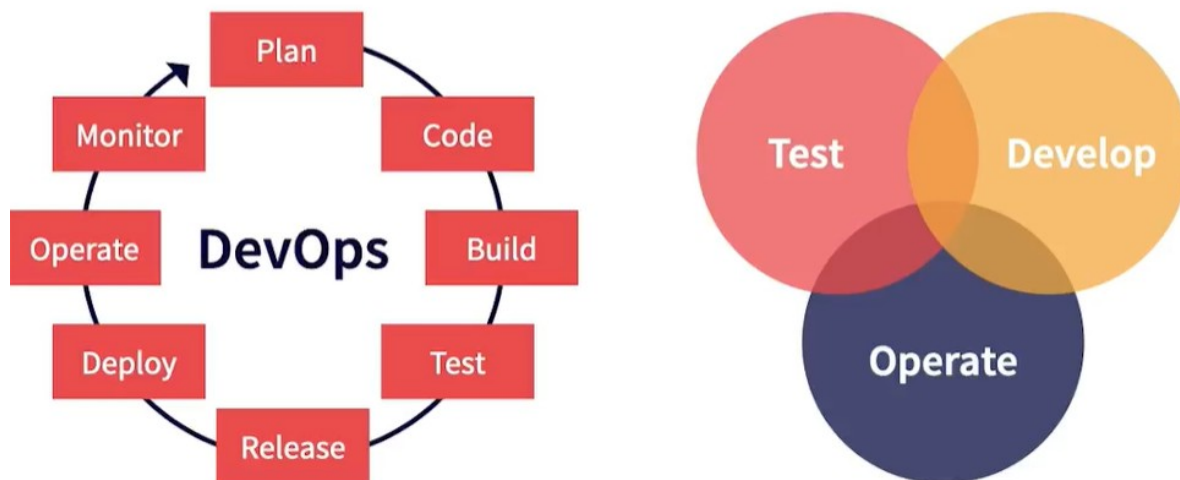 Plan
Code
Build
Test
Release
Deploy
Operate
Monitor
DevOps
Test
Develop
Operate